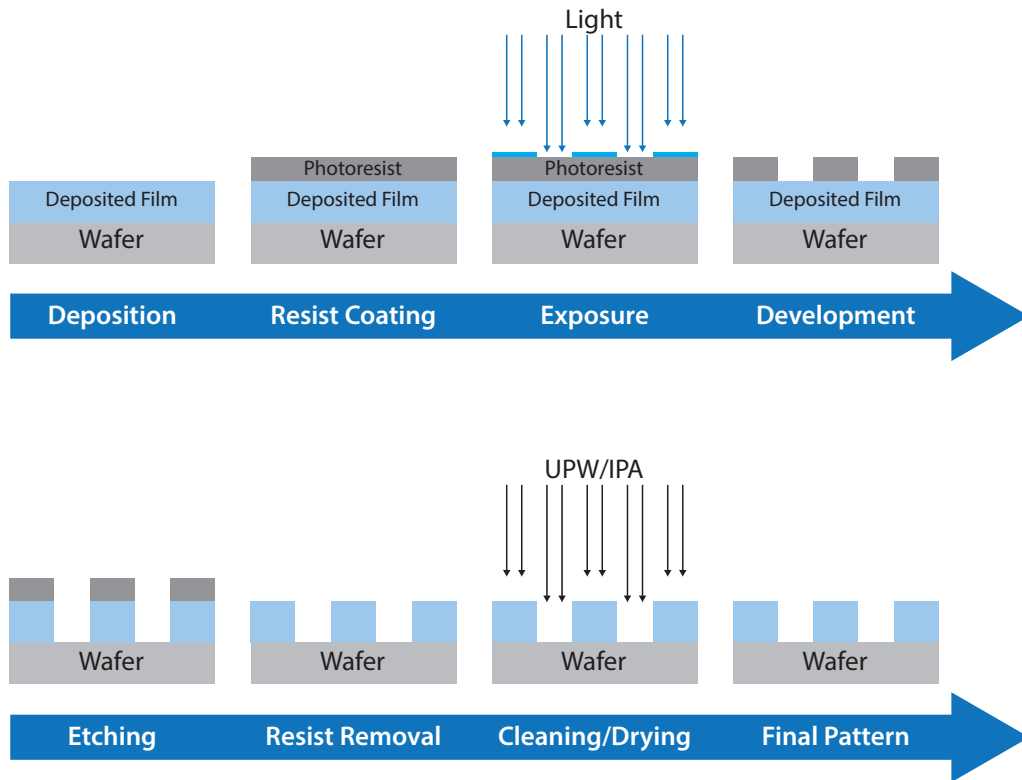 Light
Photoresist
Photoresist
Deposited Film
Deposited Film
Deposited Film
Deposited Film
Wafer
Wafer
Wafer
Wafer
Deposition
Resist Coating
Exposure
Development
UPW/IPA
Wafer
Wafer
Wafer
Wafer
Etching
Resist Removal
Cleaning/Drying
Final Pattern